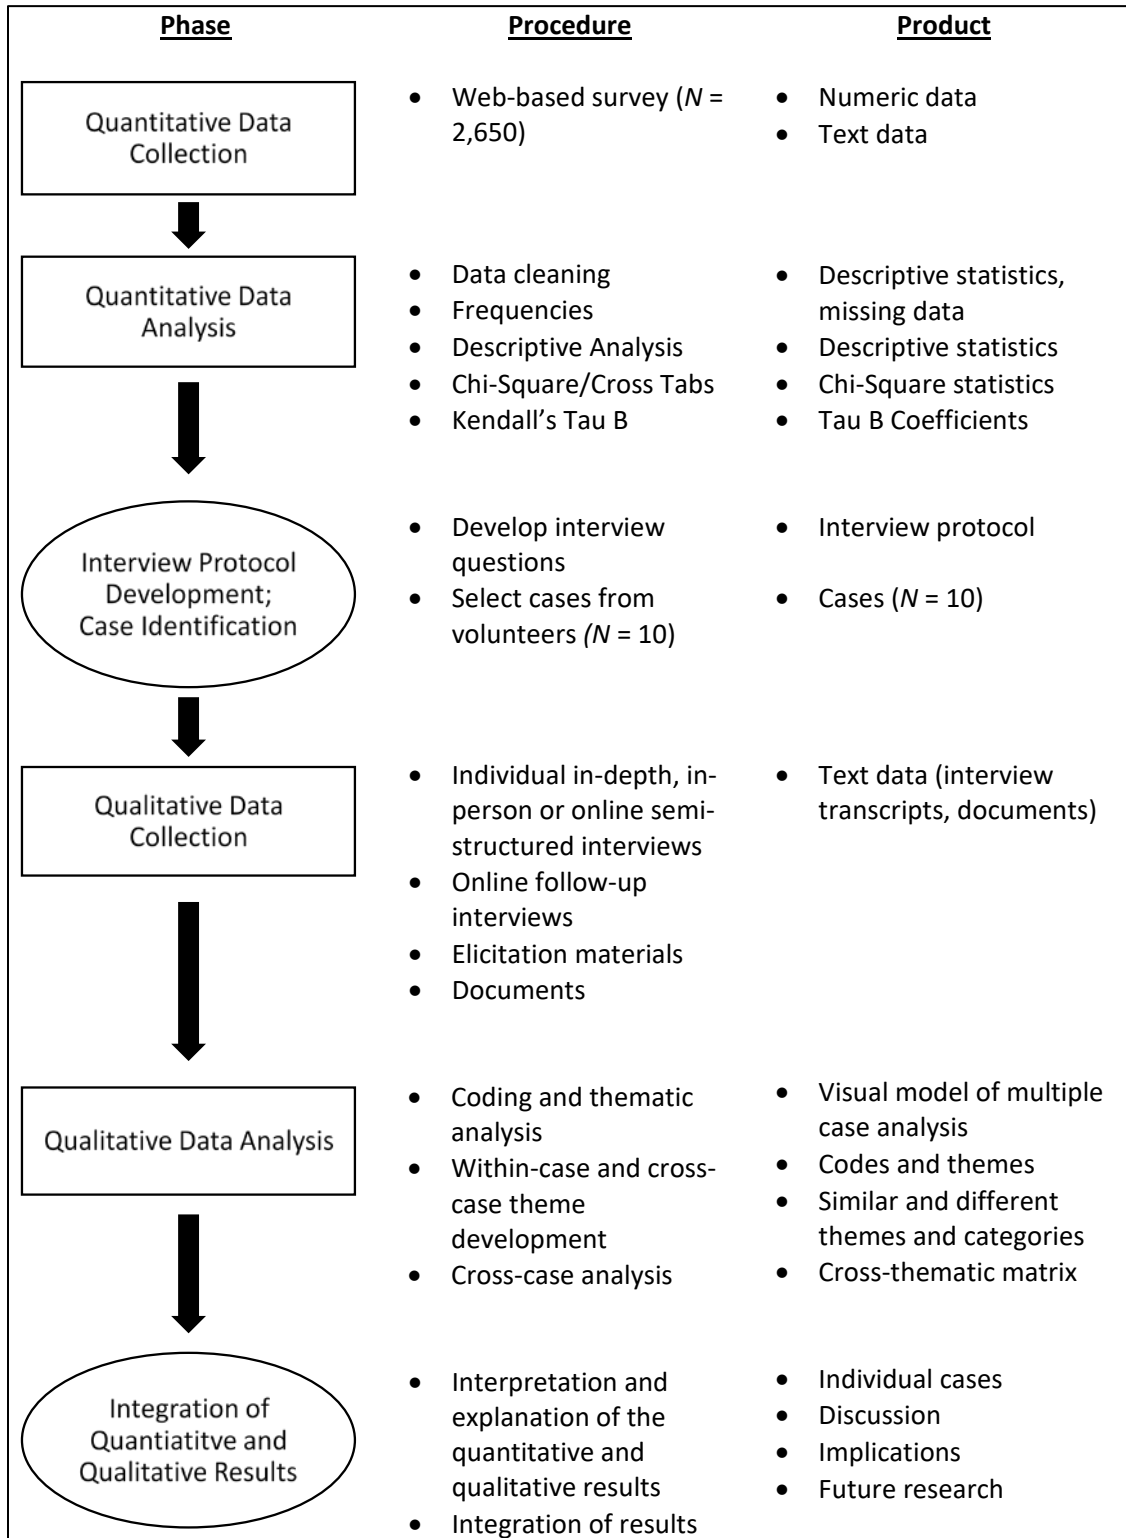 Phase Procedure Product
Quantitative Data
Collection
• Web-based survey (N =
2,650)
• Numeric data
• Text data
Quantitative Data
Analysis
• Data cleaning
• Frequencies
• Descriptive Analysis
• Chi-Square/Cross Tabs
• Kendall’s Tau B
• Descriptive statistics,
missing data
• Descriptive statistics
• Chi-Square statistics
• Tau B Coefficients
Interview Protocol
Development;
Case Identification
• Develop interview
questions
• Select cases from
volunteers (N = 10)
• Interview protocol
• Cases (N = 10)
Qualitative Data
Collection
• Individual in-depth, in-
person or online semi-
structured interviews
• Online follow-up
interviews
• Elicitation materials
• Documents
• Text data (interview
transcripts, documents)
Qualitative Data Analysis
• Coding and thematic
analysis
• Within-case and cross-
case theme
development
• Cross-case analysis
• Visual model of multiple
case analysis
• Codes and themes
• Similar and different
themes and categories
• Cross-thematic matrix
Integration of
Quantiatitve and
Qualitative Results
• Interpretation and
explanation of the
quantitative and
qualitative results
• Integration of results
• Individual cases
• Discussion
• Implications
• Future research